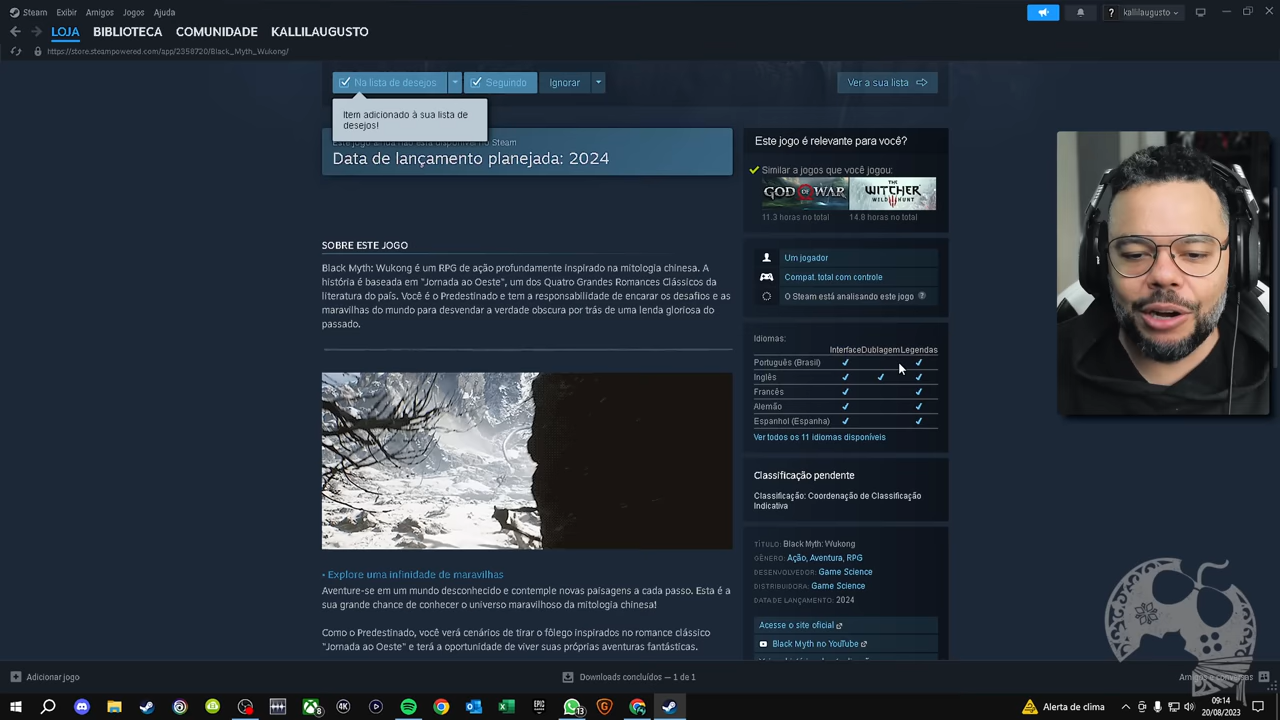 Steam Exibir Amigos Jogos Ajuda
kallilaugusto
LOJA BIBLIOTECA COMUNIDADE KALLILAUGUSTO
https://store.steampowered.com/app/2358720/Black_Myth_Wukong/
Na lista de desejos Seguindo Ignorar Ver a sua lista
Item adicionado à sua lista de
desejos!
Data de lançamento planejada: 2024
Este jogo é relevante para você?
Similar a jogos que você jogou:
GOD OF WAR
THE WITCHER WILD HUNT
11.3 horas no total 14.8 horas no total
SOBRE ESTE JOGO
Black Myth: Wukong é um RPG de ação profundamente inspirado na mitologia chinesa. A
história é baseada em "Jornada ao Oeste", um dos Quatro Grandes Romances Clássicos da
literatura do país. Você é o Predestinado e tem a responsabilidade de encarar os desafios e as
maravilhas do mundo para desvendar a verdade obscura por trás de uma lenda gloriosa do
passado.
Um jogador
Compat. total com controle
O Steam está analisando este jogo ?
Idiomas:
Interface Dublagem Legendas
Português (Brasil) ✔ ✔
Inglês ✔ ✔ ✔
Francês ✔ ✔
Alemão ✔ ✔
Espanhol (Espanha) ✔ ✔
Ver todos os 11 idiomas disponíveis
Classificação pendente
Classificação: Coordenação de Classificação
Indicativa
TÍTULO: Black Myth: Wukong
GÊNERO: Ação, Aventura, RPG
DESENVOLVEDOR: Game Science
DISTRIBUIDORA: Game Science
DATA DE LANÇAMENTO: 2024
Acesse o site oficial
Black Myth no YouTube
• Explore uma infinidade de maravilhas
Aventure-se em um mundo desconhecido e contemple novas paisagens a cada passo. Esta é a
sua grande chance de conhecer o universo maravilhoso da mitologia chinesa!
Como o Predestinado, você verá cenários de tirar o fôlego inspirados no romance clássico
"Jornada ao Oeste" e terá a oportunidade de viver suas próprias aventuras fantásticas.
Adicionar jogo Downloads concluídos — 1 de 1
4K
EPIC
Alerta de clima
09:14
20/08/2023